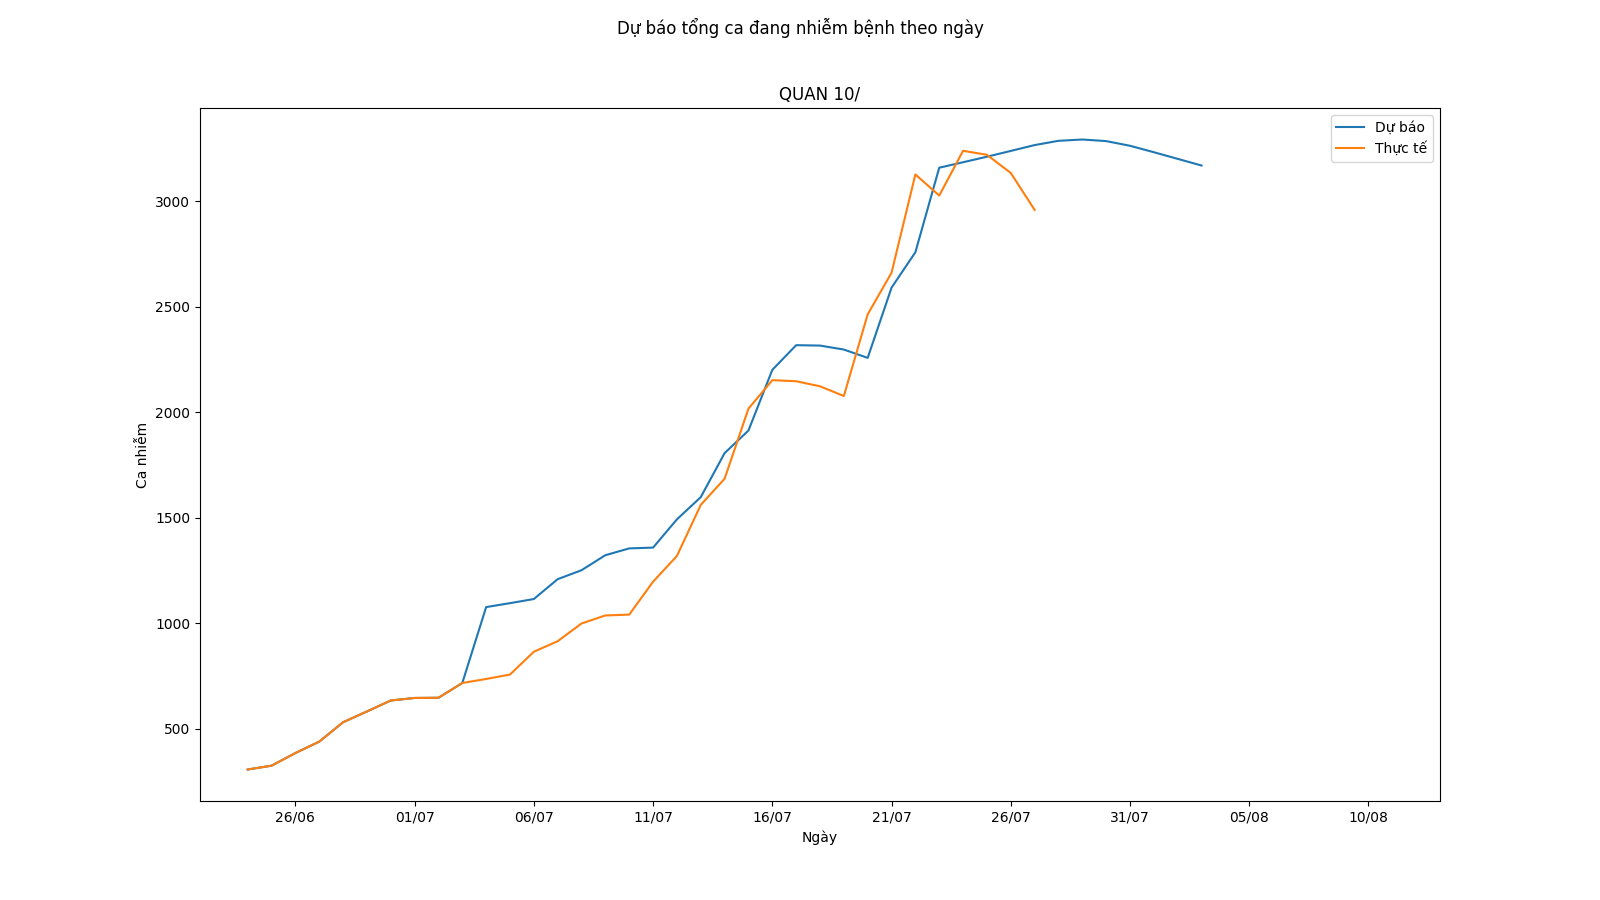 Dự báo tổng ca đang nhiễm bệnh theo ngày
QUAN 10/
Dự báo
Thực tế
3000
2500
2000
1500
1000
500
Ca nhiễm
26/06 01/07 06/07 11/07 16/07 21/07 26/07 31/07 05/08 10/08
Ngày